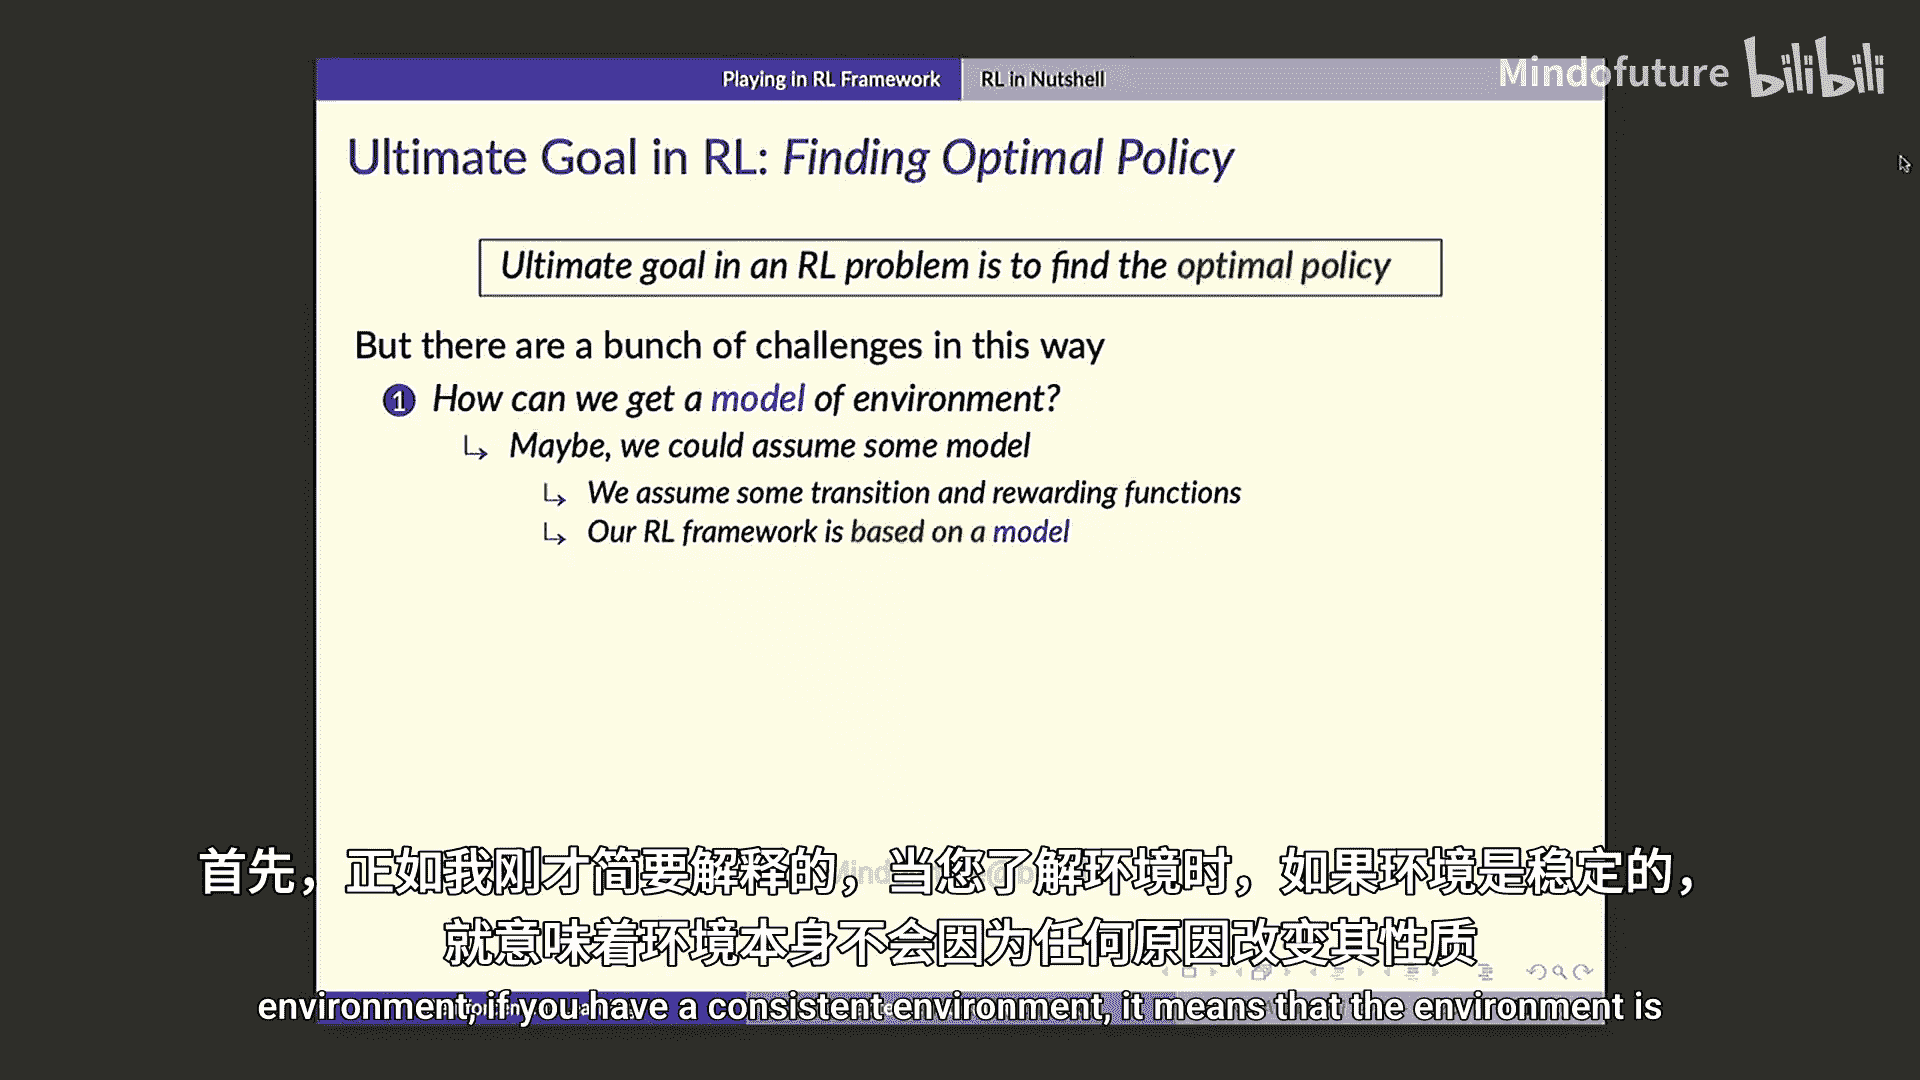 Playing in RL Framework RL in Nutshell
Mindofuture bilibili
Ultimate Goal in RL: Finding Optimal Policy
Ultimate goal in an RL problem is to find the optimal policy
But there are a bunch of challenges in this way
1 How can we get a model of environment?
↳ Maybe, we could assume some model
↳ We assume some transition and rewarding functions
↳ Our RL framework is based on a model
首先，正如我刚才简要解释的，当您了解环境时，如果环境是稳定的，
就意味着环境本身不会因为任何原因改变其性质
environment, if you have a consistent environment, it means that the environment is